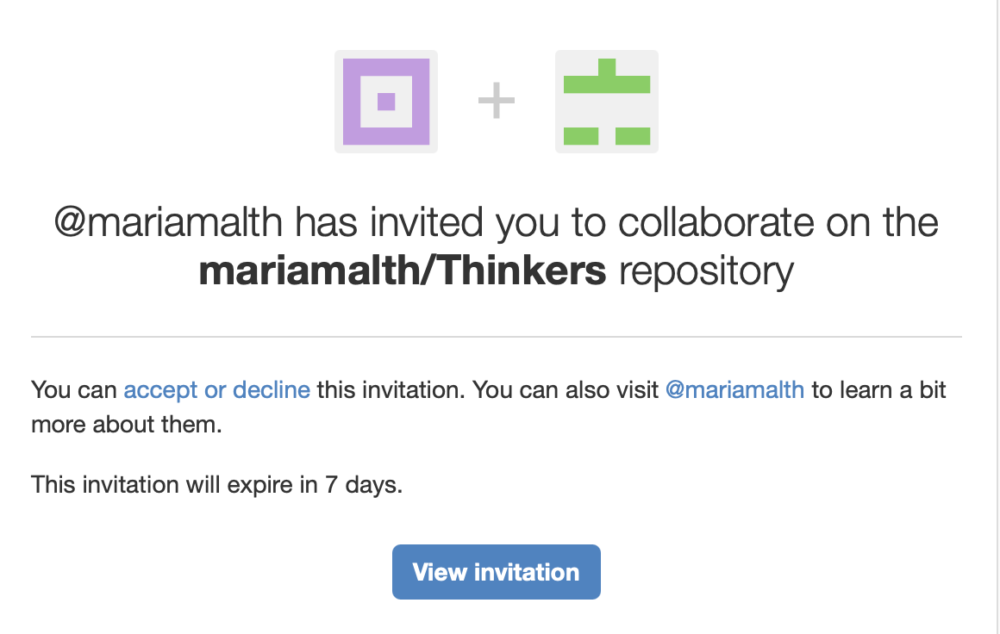 @mariamalth has invited you to collaborate on the
mariamalth/Thinkers repository
You can accept or decline this invitation. You can also visit @mariamalth to learn a bit
more about them.
This invitation will expire in 7 days.
View invitation